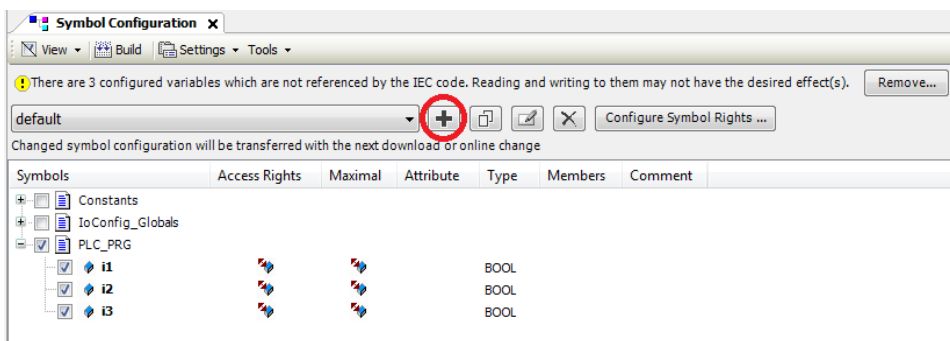 Symbol Configuration X
View Build Settings Tools
There are 3 configured variables which are not referenced by the IEC code. Reading and writing to them may not have the desired effect(s). Remove...
default Configure Symbol Rights ...
Changed symbol configuration will be transferred with the next download or online change
Symbols Access Rights Maximal Attribute Type Members Comment
Constants
IoConfig_Globals
PLC_PRG
i1 BOOL
i2 BOOL
i3 BOOL